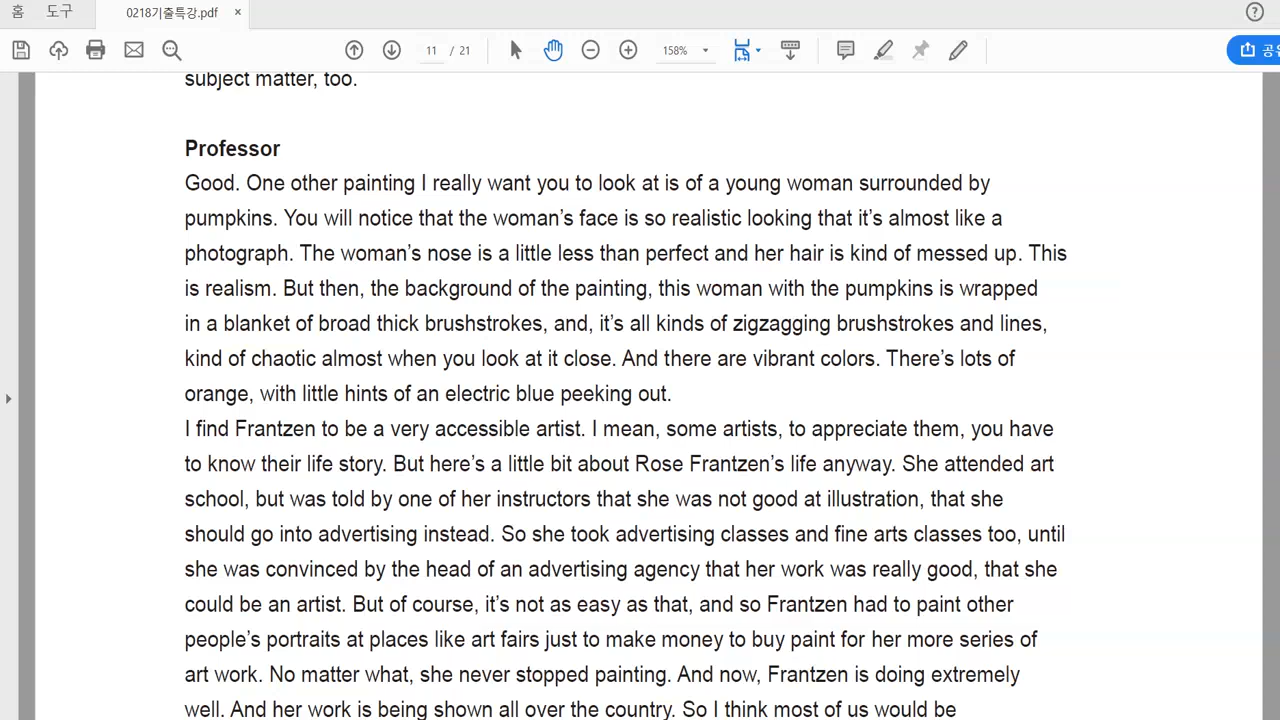 홈 도구 0218기출특강.pdf ×
11 / 21 158%
subject matter, too.
Professor
Good. One other painting I really want you to look at is of a young woman surrounded by
pumpkins. You will notice that the woman's face is so realistic looking that it's almost like a
photograph. The woman's nose is a little less than perfect and her hair is kind of messed up. This
is realism. But then, the background of the painting, this woman with the pumpkins is wrapped
in a blanket of broad thick brushstrokes, and, it's all kinds of zigzagging brushstrokes and lines,
kind of chaotic almost when you look at it close. And there are vibrant colors. There's lots of
orange, with little hints of an electric blue peeking out.
I find Frantzen to be a very accessible artist. I mean, some artists, to appreciate them, you have
to know their life story. But here's a little bit about Rose Frantzen's life anyway. She attended art
school, but was told by one of her instructors that she was not good at illustration, that she
should go into advertising instead. So she took advertising classes and fine arts classes too, until
she was convinced by the head of an advertising agency that her work was really good, that she
could be an artist. But of course, it's not as easy as that, and so Frantzen had to paint other
people's portraits at places like art fairs just to make money to buy paint for her more series of
art work. No matter what, she never stopped painting. And now, Frantzen is doing extremely
well. And her work is being shown all over the country. So I think most of us would be